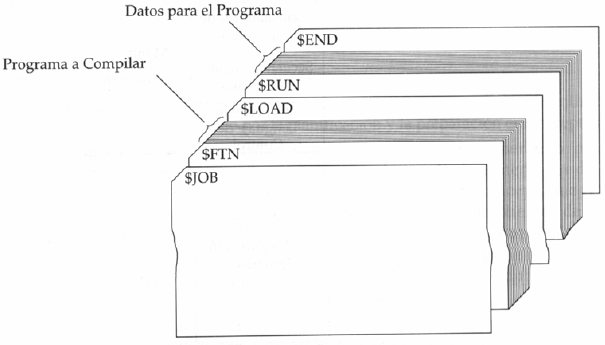 Datos para el Programa
$END
Programa a Compilar
$RUN
$LOAD
$FTN
$JOB